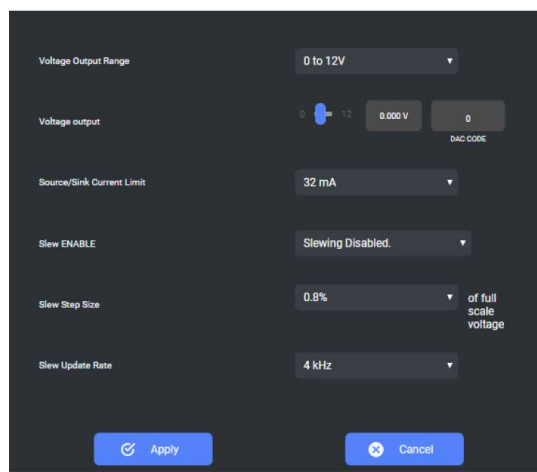 Voltage Output Range 0 to 12V
Voltage output 0 12 0.000 V 0
DAC CODE
Source/Sink Current Limit 32 mA
Slew ENABLE Slewing Disabled.
Slew Step Size 0.8% of full
scale
voltage
Slew Update Rate 4 kHz
Apply Cancel